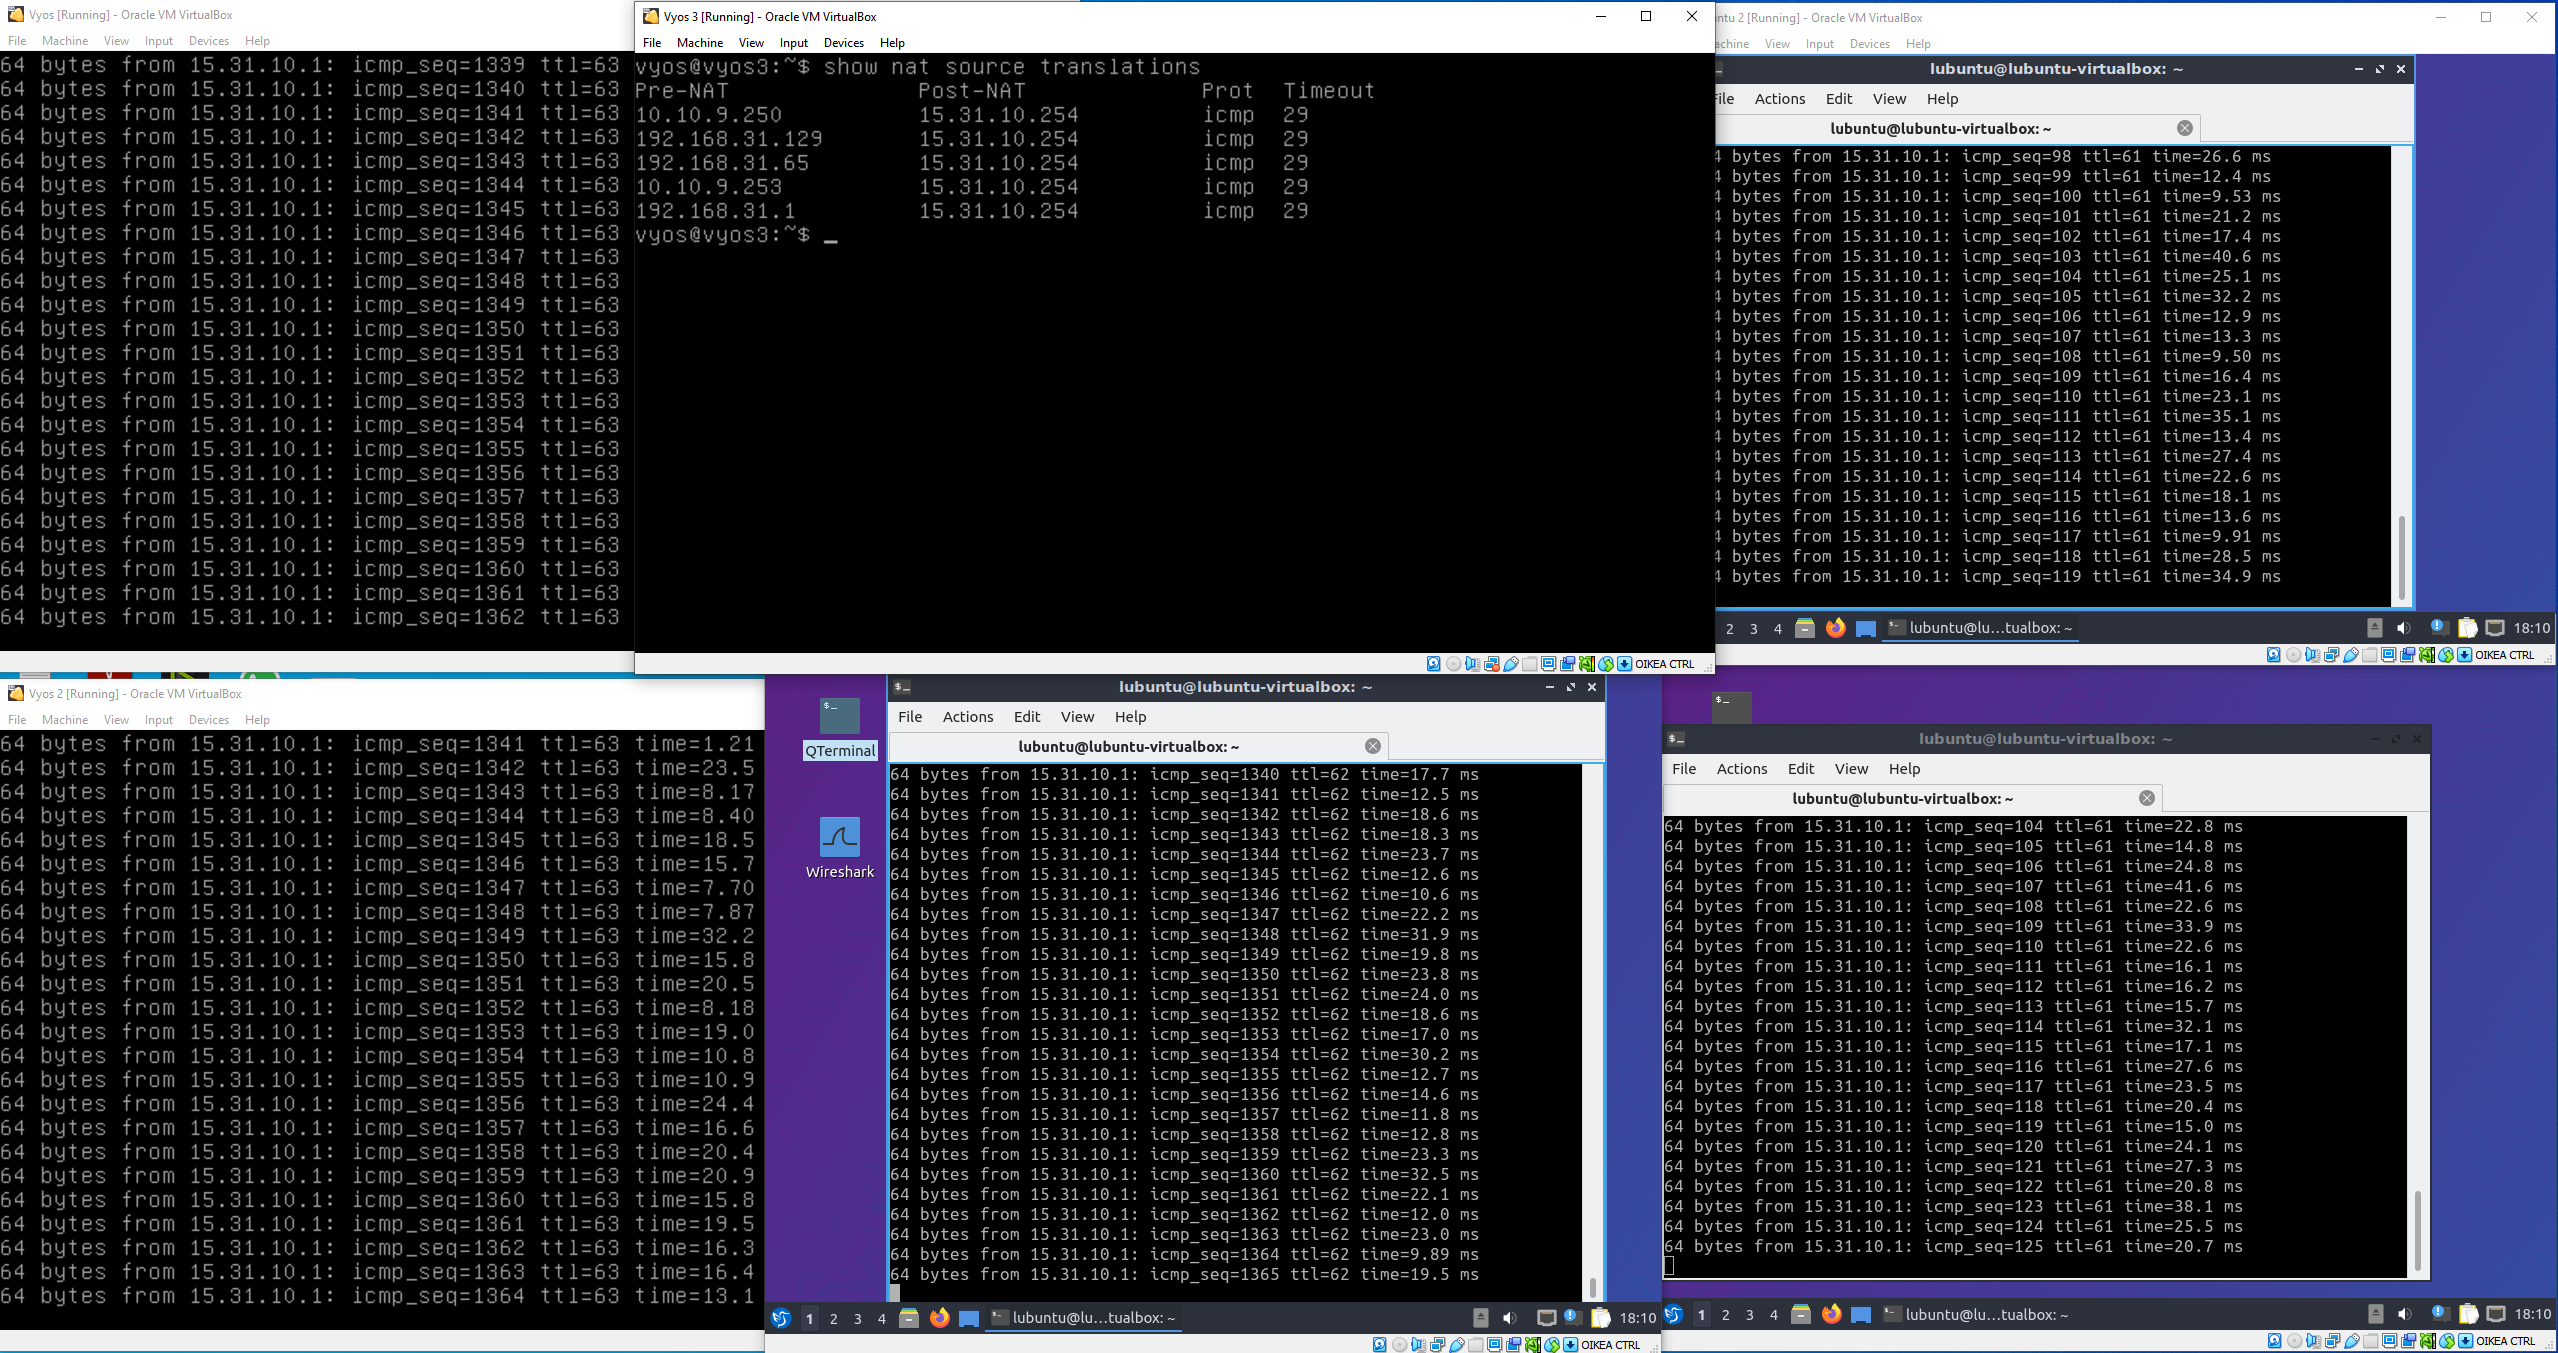 Vyos [Running] - Oracle VM VirtualBox
File Machine View Input Devices Help
64 bytes from 15.31.10.1: icmp_seq=1339 ttl=63
64 bytes from 15.31.10.1: icmp_seq=1340 ttl=63
64 bytes from 15.31.10.1: icmp_seq=1341 ttl=63
64 bytes from 15.31.10.1: icmp_seq=1342 ttl=63
64 bytes from 15.31.10.1: icmp_seq=1343 ttl=63
64 bytes from 15.31.10.1: icmp_seq=1344 ttl=63
64 bytes from 15.31.10.1: icmp_seq=1345 ttl=63
64 bytes from 15.31.10.1: icmp_seq=1346 ttl=63
64 bytes from 15.31.10.1: icmp_seq=1347 ttl=63
64 bytes from 15.31.10.1: icmp_seq=1348 ttl=63
64 bytes from 15.31.10.1: icmp_seq=1349 ttl=63
64 bytes from 15.31.10.1: icmp_seq=1350 ttl=63
64 bytes from 15.31.10.1: icmp_seq=1351 ttl=63
64 bytes from 15.31.10.1: icmp_seq=1352 ttl=63
64 bytes from 15.31.10.1: icmp_seq=1353 ttl=63
64 bytes from 15.31.10.1: icmp_seq=1354 ttl=63
64 bytes from 15.31.10.1: icmp_seq=1355 ttl=63
64 bytes from 15.31.10.1: icmp_seq=1356 ttl=63
64 bytes from 15.31.10.1: icmp_seq=1357 ttl=63
64 bytes from 15.31.10.1: icmp_seq=1358 ttl=63
64 bytes from 15.31.10.1: icmp_seq=1359 ttl=63
64 bytes from 15.31.10.1: icmp_seq=1360 ttl=63
64 bytes from 15.31.10.1: icmp_seq=1361 ttl=63
64 bytes from 15.31.10.1: icmp_seq=1362 ttl=63
Vyos 3 [Running] - Oracle VM VirtualBox
File Machine View Input Devices Help
vyos@vyos3:~$ show nat source translations
Pre-NAT Post-NAT Prot Timeout
10.10.9.250 15.31.10.254 icmp 29
192.168.31.129 15.31.10.254 icmp 29
192.168.31.65 15.31.10.254 icmp 29
10.10.9.253 15.31.10.254 icmp 29
192.168.31.1 15.31.10.254 icmp 29
vyos@vyos3:~$ _
OIKEA CTRL
ntu 2 [Running] - Oracle VM VirtualBox
achine View Input Devices Help
lubuntu@lubuntu-virtualbox: ~
File Actions Edit View Help
lubuntu@lubuntu-virtualbox: ~
4 bytes from 15.31.10.1: icmp_seq=98 ttl=61 time=26.6 ms
4 bytes from 15.31.10.1: icmp_seq=99 ttl=61 time=12.4 ms
4 bytes from 15.31.10.1: icmp_seq=100 ttl=61 time=9.53 ms
4 bytes from 15.31.10.1: icmp_seq=101 ttl=61 time=21.2 ms
4 bytes from 15.31.10.1: icmp_seq=102 ttl=61 time=17.4 ms
4 bytes from 15.31.10.1: icmp_seq=103 ttl=61 time=40.6 ms
4 bytes from 15.31.10.1: icmp_seq=104 ttl=61 time=25.1 ms
4 bytes from 15.31.10.1: icmp_seq=105 ttl=61 time=32.2 ms
4 bytes from 15.31.10.1: icmp_seq=106 ttl=61 time=12.9 ms
4 bytes from 15.31.10.1: icmp_seq=107 ttl=61 time=13.3 ms
4 bytes from 15.31.10.1: icmp_seq=108 ttl=61 time=9.50 ms
4 bytes from 15.31.10.1: icmp_seq=109 ttl=61 time=16.4 ms
4 bytes from 15.31.10.1: icmp_seq=110 ttl=61 time=23.1 ms
4 bytes from 15.31.10.1: icmp_seq=111 ttl=61 time=35.1 ms
4 bytes from 15.31.10.1: icmp_seq=112 ttl=61 time=13.4 ms
4 bytes from 15.31.10.1: icmp_seq=113 ttl=61 time=27.4 ms
4 bytes from 15.31.10.1: icmp_seq=114 ttl=61 time=22.6 ms
4 bytes from 15.31.10.1: icmp_seq=115 ttl=61 time=18.1 ms
4 bytes from 15.31.10.1: icmp_seq=116 ttl=61 time=13.6 ms
4 bytes from 15.31.10.1: icmp_seq=117 ttl=61 time=9.91 ms
4 bytes from 15.31.10.1: icmp_seq=118 ttl=61 time=28.5 ms
4 bytes from 15.31.10.1: icmp_seq=119 ttl=61 time=34.9 ms
2 3 4 lubuntu@lu...tualbox: ~ 18:10
OIKEA CTRL
Vyos 2 [Running] - Oracle VM VirtualBox
File Machine View Input Devices Help
64 bytes from 15.31.10.1: icmp_seq=1341 ttl=63 time=1.21
64 bytes from 15.31.10.1: icmp_seq=1342 ttl=63 time=23.5
64 bytes from 15.31.10.1: icmp_seq=1343 ttl=63 time=8.17
64 bytes from 15.31.10.1: icmp_seq=1344 ttl=63 time=8.40
64 bytes from 15.31.10.1: icmp_seq=1345 ttl=63 time=18.5
64 bytes from 15.31.10.1: icmp_seq=1346 ttl=63 time=15.7
64 bytes from 15.31.10.1: icmp_seq=1347 ttl=63 time=7.70
64 bytes from 15.31.10.1: icmp_seq=1348 ttl=63 time=7.87
64 bytes from 15.31.10.1: icmp_seq=1349 ttl=63 time=32.2
64 bytes from 15.31.10.1: icmp_seq=1350 ttl=63 time=15.8
64 bytes from 15.31.10.1: icmp_seq=1351 ttl=63 time=20.5
64 bytes from 15.31.10.1: icmp_seq=1352 ttl=63 time=8.18
64 bytes from 15.31.10.1: icmp_seq=1353 ttl=63 time=19.0
64 bytes from 15.31.10.1: icmp_seq=1354 ttl=63 time=10.8
64 bytes from 15.31.10.1: icmp_seq=1355 ttl=63 time=10.9
64 bytes from 15.31.10.1: icmp_seq=1356 ttl=63 time=24.4
64 bytes from 15.31.10.1: icmp_seq=1357 ttl=63 time=16.6
64 bytes from 15.31.10.1: icmp_seq=1358 ttl=63 time=20.4
64 bytes from 15.31.10.1: icmp_seq=1359 ttl=63 time=20.9
64 bytes from 15.31.10.1: icmp_seq=1360 ttl=63 time=15.8
64 bytes from 15.31.10.1: icmp_seq=1361 ttl=63 time=19.5
64 bytes from 15.31.10.1: icmp_seq=1362 ttl=63 time=16.3
64 bytes from 15.31.10.1: icmp_seq=1363 ttl=63 time=16.4
64 bytes from 15.31.10.1: icmp_seq=1364 ttl=63 time=13.1
QTerminal
Wireshark
lubuntu@lubuntu-virtualbox: ~
File Actions Edit View Help
lubuntu@lubuntu-virtualbox: ~
64 bytes from 15.31.10.1: icmp_seq=1340 ttl=62 time=17.7 ms
64 bytes from 15.31.10.1: icmp_seq=1341 ttl=62 time=12.5 ms
64 bytes from 15.31.10.1: icmp_seq=1342 ttl=62 time=18.6 ms
64 bytes from 15.31.10.1: icmp_seq=1343 ttl=62 time=18.3 ms
64 bytes from 15.31.10.1: icmp_seq=1344 ttl=62 time=23.7 ms
64 bytes from 15.31.10.1: icmp_seq=1345 ttl=62 time=12.6 ms
64 bytes from 15.31.10.1: icmp_seq=1346 ttl=62 time=10.6 ms
64 bytes from 15.31.10.1: icmp_seq=1347 ttl=62 time=22.2 ms
64 bytes from 15.31.10.1: icmp_seq=1348 ttl=62 time=31.9 ms
64 bytes from 15.31.10.1: icmp_seq=1349 ttl=62 time=19.8 ms
64 bytes from 15.31.10.1: icmp_seq=1350 ttl=62 time=23.8 ms
64 bytes from 15.31.10.1: icmp_seq=1351 ttl=62 time=24.0 ms
64 bytes from 15.31.10.1: icmp_seq=1352 ttl=62 time=18.6 ms
64 bytes from 15.31.10.1: icmp_seq=1353 ttl=62 time=17.0 ms
64 bytes from 15.31.10.1: icmp_seq=1354 ttl=62 time=30.2 ms
64 bytes from 15.31.10.1: icmp_seq=1355 ttl=62 time=12.7 ms
64 bytes from 15.31.10.1: icmp_seq=1356 ttl=62 time=14.6 ms
64 bytes from 15.31.10.1: icmp_seq=1357 ttl=62 time=11.8 ms
64 bytes from 15.31.10.1: icmp_seq=1358 ttl=62 time=12.8 ms
64 bytes from 15.31.10.1: icmp_seq=1359 ttl=62 time=23.3 ms
64 bytes from 15.31.10.1: icmp_seq=1360 ttl=62 time=32.5 ms
64 bytes from 15.31.10.1: icmp_seq=1361 ttl=62 time=22.1 ms
64 bytes from 15.31.10.1: icmp_seq=1362 ttl=62 time=12.0 ms
64 bytes from 15.31.10.1: icmp_seq=1363 ttl=62 time=23.0 ms
64 bytes from 15.31.10.1: icmp_seq=1364 ttl=62 time=9.89 ms
64 bytes from 15.31.10.1: icmp_seq=1365 ttl=62 time=19.5 ms
1 2 3 4 lubuntu@lu...tualbox: ~ 18:10
OIKEA CTRL
lubuntu@lubuntu-virtualbox: ~
File Actions Edit View Help
lubuntu@lubuntu-virtualbox: ~
64 bytes from 15.31.10.1: icmp_seq=104 ttl=61 time=22.8 ms
64 bytes from 15.31.10.1: icmp_seq=105 ttl=61 time=14.8 ms
64 bytes from 15.31.10.1: icmp_seq=106 ttl=61 time=24.8 ms
64 bytes from 15.31.10.1: icmp_seq=107 ttl=61 time=41.6 ms
64 bytes from 15.31.10.1: icmp_seq=108 ttl=61 time=22.6 ms
64 bytes from 15.31.10.1: icmp_seq=109 ttl=61 time=33.9 ms
64 bytes from 15.31.10.1: icmp_seq=110 ttl=61 time=22.6 ms
64 bytes from 15.31.10.1: icmp_seq=111 ttl=61 time=16.1 ms
64 bytes from 15.31.10.1: icmp_seq=112 ttl=61 time=16.2 ms
64 bytes from 15.31.10.1: icmp_seq=113 ttl=61 time=15.7 ms
64 bytes from 15.31.10.1: icmp_seq=114 ttl=61 time=32.1 ms
64 bytes from 15.31.10.1: icmp_seq=115 ttl=61 time=17.1 ms
64 bytes from 15.31.10.1: icmp_seq=116 ttl=61 time=27.6 ms
64 bytes from 15.31.10.1: icmp_seq=117 ttl=61 time=23.5 ms
64 bytes from 15.31.10.1: icmp_seq=118 ttl=61 time=20.4 ms
64 bytes from 15.31.10.1: icmp_seq=119 ttl=61 time=15.0 ms
64 bytes from 15.31.10.1: icmp_seq=120 ttl=61 time=24.1 ms
64 bytes from 15.31.10.1: icmp_seq=121 ttl=61 time=27.3 ms
64 bytes from 15.31.10.1: icmp_seq=122 ttl=61 time=20.8 ms
64 bytes from 15.31.10.1: icmp_seq=123 ttl=61 time=38.1 ms
64 bytes from 15.31.10.1: icmp_seq=124 ttl=61 time=25.5 ms
64 bytes from 15.31.10.1: icmp_seq=125 ttl=61 time=20.7 ms
1 2 3 4 lubuntu@lu...tualbox: ~ 18:10
OIKEA CTRL